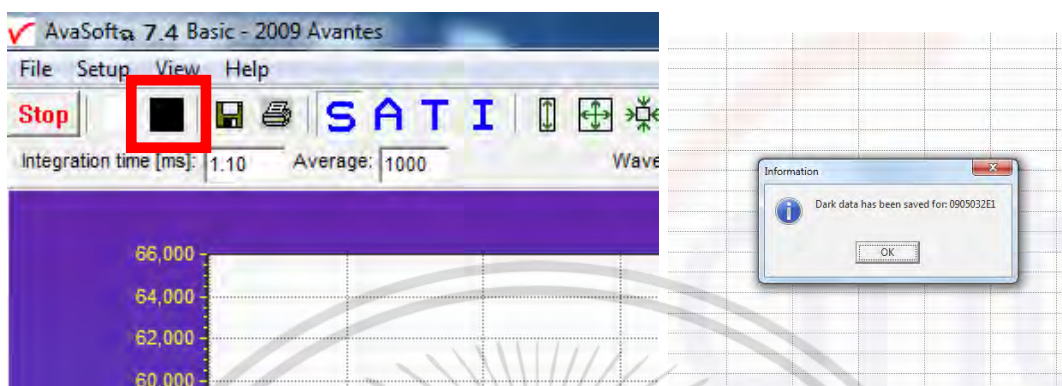 AvaSoft® 7.4 Basic - 2009 Avantes
File Setup View Help
Stop S A T I
Integration time [ms]: 1.10 Average: 1000 Wave
66,000
64,000
62,000
60,000
Information
Dark data has been saved for: 0905032E1
OK